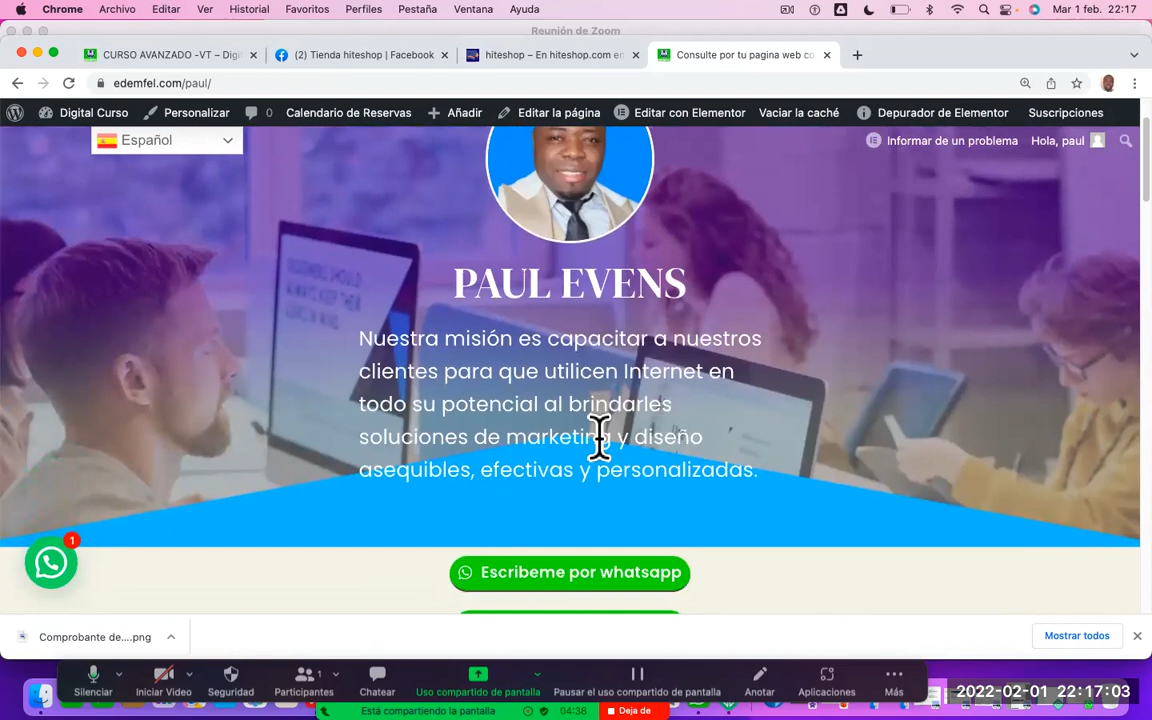 Chrome Archivo Editar Ver Historial Favoritos Perfiles Pestaña Ventana Ayuda Mar 1 feb. 22:17
Reunión de Zoom
CURSO AVANZADO -VT – Digi (2) Tienda hiteshop | Facebook hiteshop – En hiteshop.com en Consulte por tu pagina web co
edemfel.com/paul/
Digital Curso Personalizar 0 Calendario de Reservas Añadir Editar la página Editar con Elementor Vaciar la caché Depurador de Elementor Suscripciones
Español Informar de un problema Hola, paul
PAUL EVENS
Nuestra misión es capacitar a nuestros
clientes para que utilicen Internet en
todo su potencial al brindarles
soluciones de marketing y diseño
asequibles, efectivas y personalizadas.
1
Escribeme por whatsapp
Comprobante de....png Mostrar todos
1
Silenciar Iniciar Video Seguridad Participantes Chatear Uso compartido de pantalla Pausar el uso compartido de pantalla Anotar Aplicaciones Más
2022-02-01 22:17:03
Está compartiendo la pantalla 04:38 Deja de